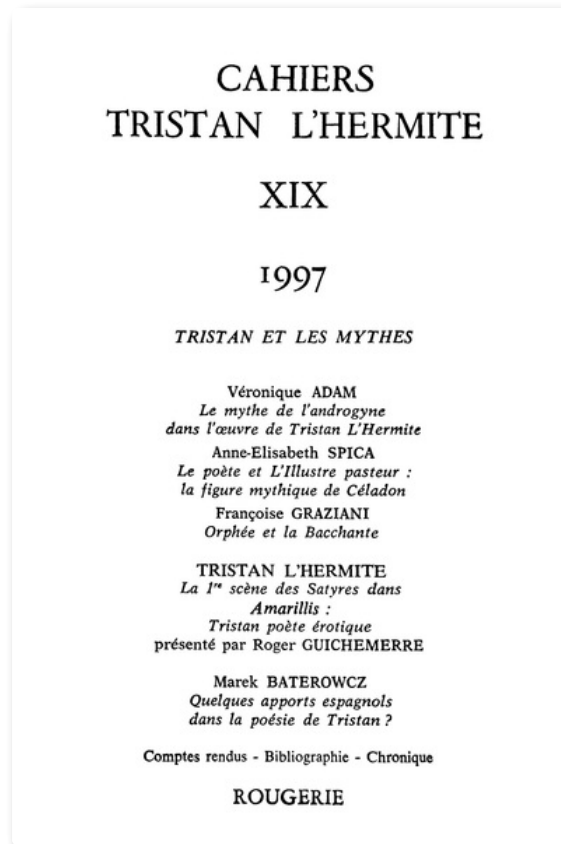 CAHIERS
TRISTAN L'HERMITE
XIX
1997
TRISTAN ET LES MYTHES
Véronique ADAM
Le mythe de l'androgyne
dans l'œuvre de Tristan L'Hermite
Anne-Elisabeth SPICA
Le poète et L'Illustre pasteur :
la figure mythique de Céladon
Françoise GRAZIANI
Orphée et la Bacchante
TRISTAN L'HERMITE
La 1re scène des Satyres dans
Amarillis :
Tristan poète érotique
présenté par Roger GUICHEMERRE
Marek BATEROWCZ
Quelques apports espagnols
dans la poésie de Tristan ?
Comptes rendus - Bibliographie - Chronique
ROUGERIE